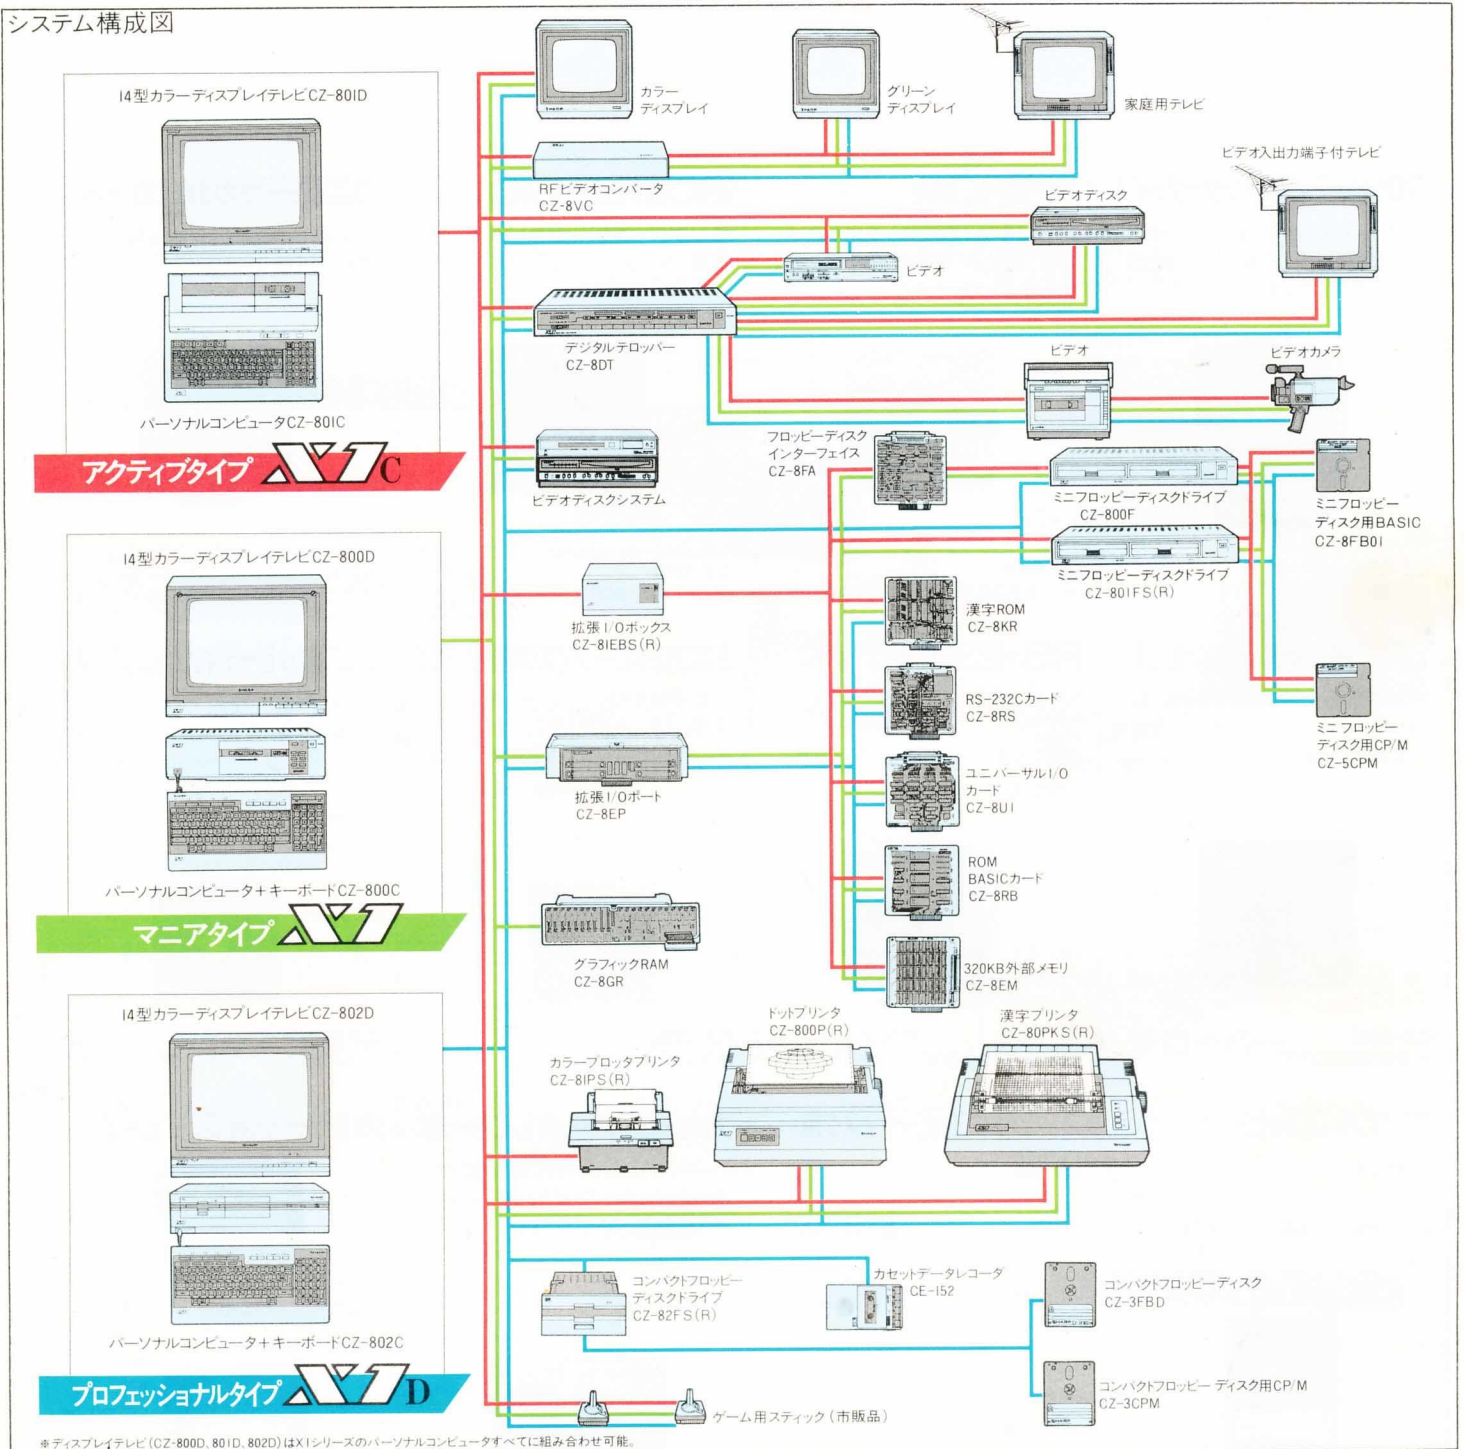 システム構成図
14型カラーディスプレイテレビCZ-801D
パーソナルコンピュータCZ-801C
アクティブタイプ X1C
14型カラーディスプレイテレビCZ-800D
パーソナルコンピュータ+キーボードCZ-800C
マニアタイプ X1
14型カラーディスプレイテレビCZ-802D
パーソナルコンピュータ+キーボードCZ-802C
プロフェッショナルタイプ X1D
カラー
ディスプレイ
グリーン
ディスプレイ
家庭用テレビ
RFビデオコンバータ
CZ-8VC
ビデオ入出力端子付テレビ
ビデオディスク
ビデオ
デジタルテロッパー
CZ-8DT
ビデオ
ビデオカメラ
ビデオディスクシステム
フロッピーディスク
インターフェイス
CZ-8FA
ミニフロッピーディスクドライブ
CZ-800F
ミニフロッピー
ディスク用BASIC
CZ-8FB01
ミニフロッピーディスクドライブ
CZ-801FS(R)
拡張I/Oボックス
CZ-81EBS(R)
漢字ROM
CZ-8KR
RS-232Cカード
CZ-8RS
ミニフロッピー
ディスク用CP/M
CZ-5CPM
拡張I/Oポート
CZ-8EP
ユニバーサルI/O
カード
CZ-8U1
ROM
BASICカード
CZ-8RB
グラフィックRAM
CZ-8GR
320KB外部メモリ
CZ-8EM
カラープロッタプリンタ
CZ-81PS(R)
ドットプリンタ
CZ-800P(R)
漢字プリンタ
CZ-80PKS(R)
コンパクトフロッピー
ディスクドライブ
CZ-82FS(R)
カセットデータレコーダ
CE-152
コンパクトフロッピーディスク
CZ-3FBD
コンパクトフロッピー ディスク用CP/M
CZ-3CPM
ゲーム用スティック(市販品)
※ディスプレイテレビ(CZ-800D、801D、802D)はX1シリーズのパーソナルコンピュータすべてに組み合わせ可能。